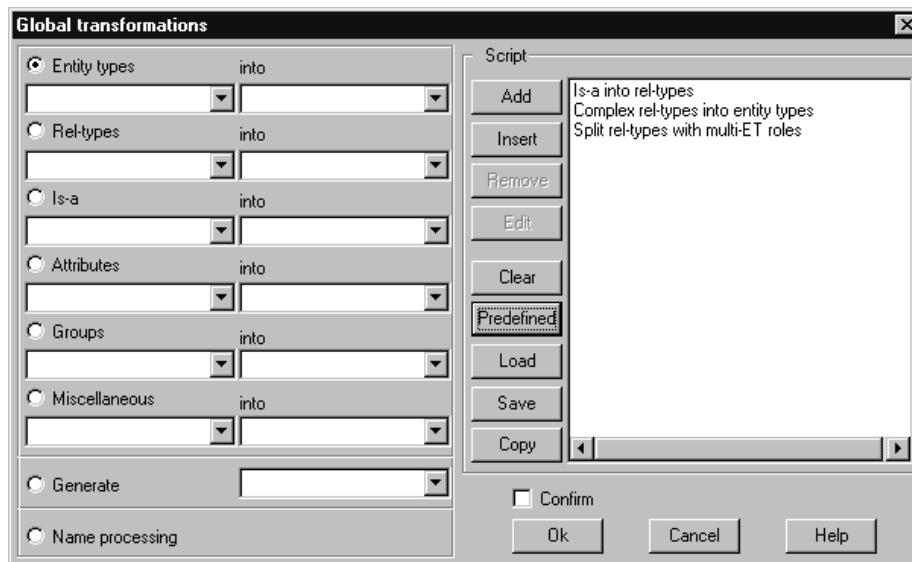 Global transformations
Entity types into
Rel-types into
Is-a into
Attributes into
Groups into
Miscellaneous into
Generate
Name processing
Script
Add
Insert
Remove
Edit
Clear
Predefined
Load
Save
Copy
Is-a into rel-types
Complex rel-types into entity types
Split rel-types with multi-ET roles
Confirm
Ok Cancel Help